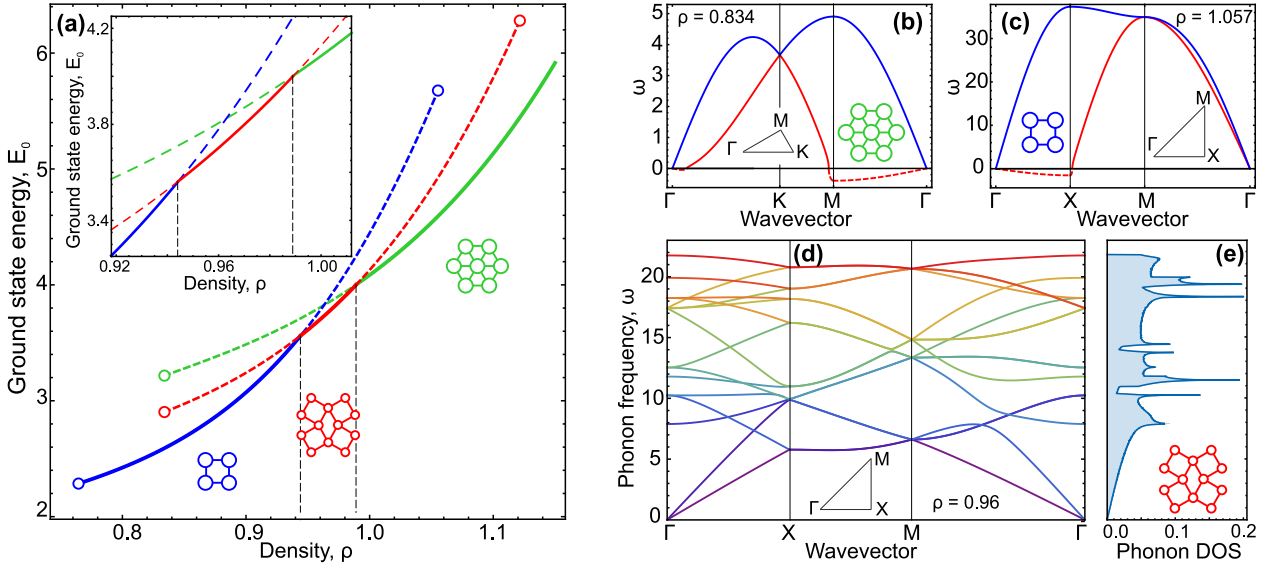 (a)
Ground state energy, E₀
6
5
4
3
2
0.8
0.9
1.0
1.1
Density, ρ
Ground state energy, E₀
4.2
3.8
3.4
0.92
0.96
1.00
Density, ρ
(b)
ρ = 0.834
ω
5
4
3
2
1
0
Γ
K
M
Γ
Wavevector
M
Γ
K
(c)
ρ = 1.057
ω
30
20
10
0
Γ
X
M
Γ
Wavevector
M
Γ
X
(d)
Phonon frequency, ω
20
15
10
5
0
Γ
X
M
Γ
Wavevector
M
Γ
X
ρ = 0.96
(e)
0.0
0.1
0.2
Phonon DOS